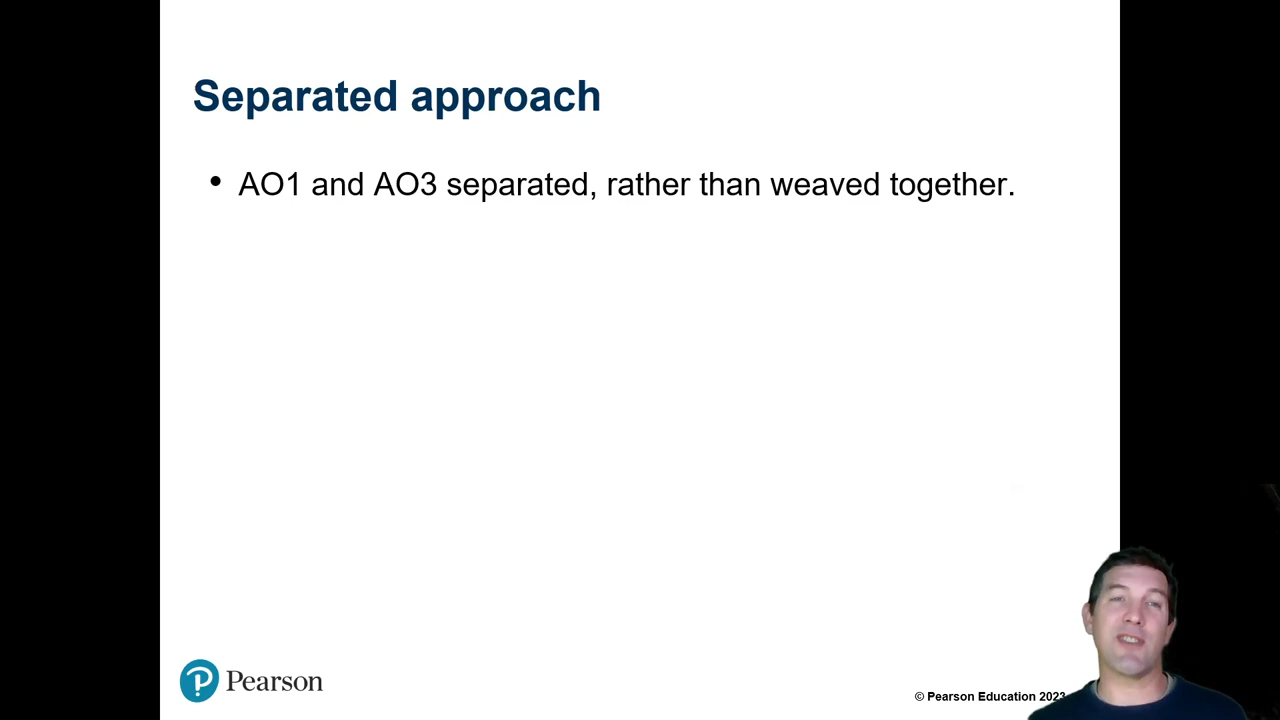 Separated approach
• AO1 and AO3 separated, rather than weaved together.
Pearson
© Pearson Education 2023